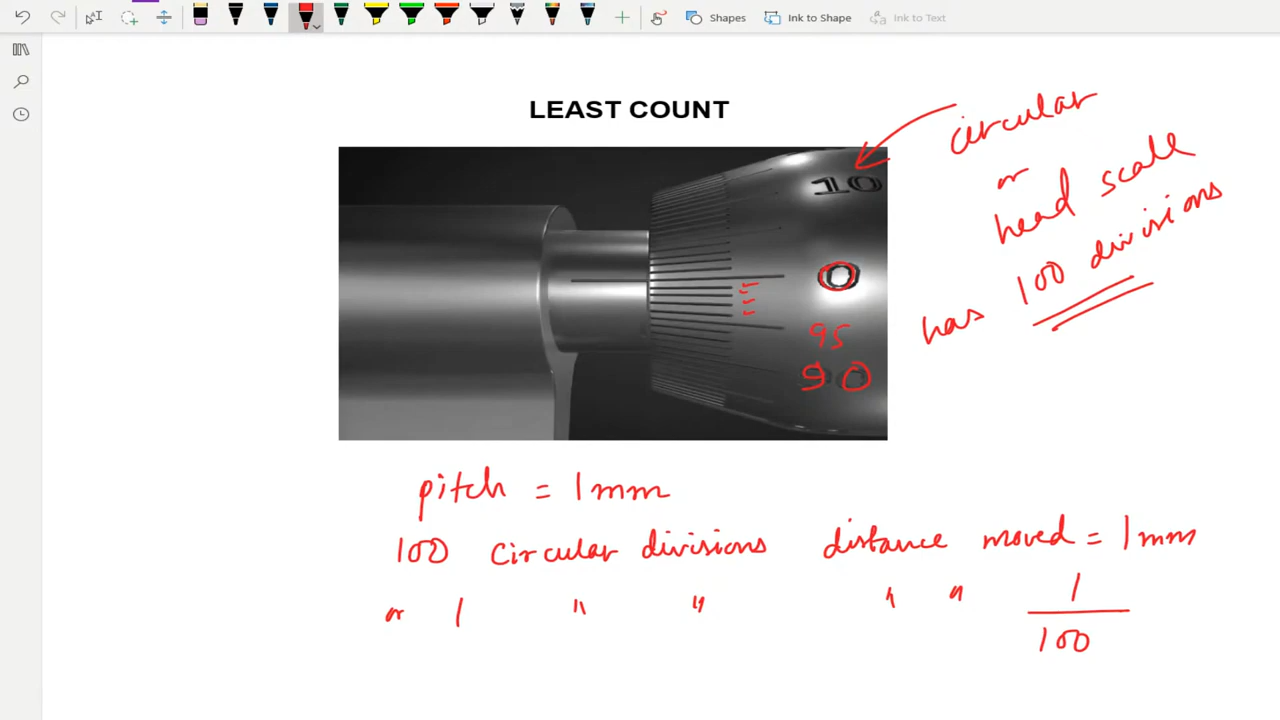 Shapes Ink to Shape Ink to Text
LEAST COUNT
circular
or
head scale
has 100 divisions
10
0
95
90
pitch = 1mm
100 circular divisions distance moved = 1mm
or 1 " " " " 1/100